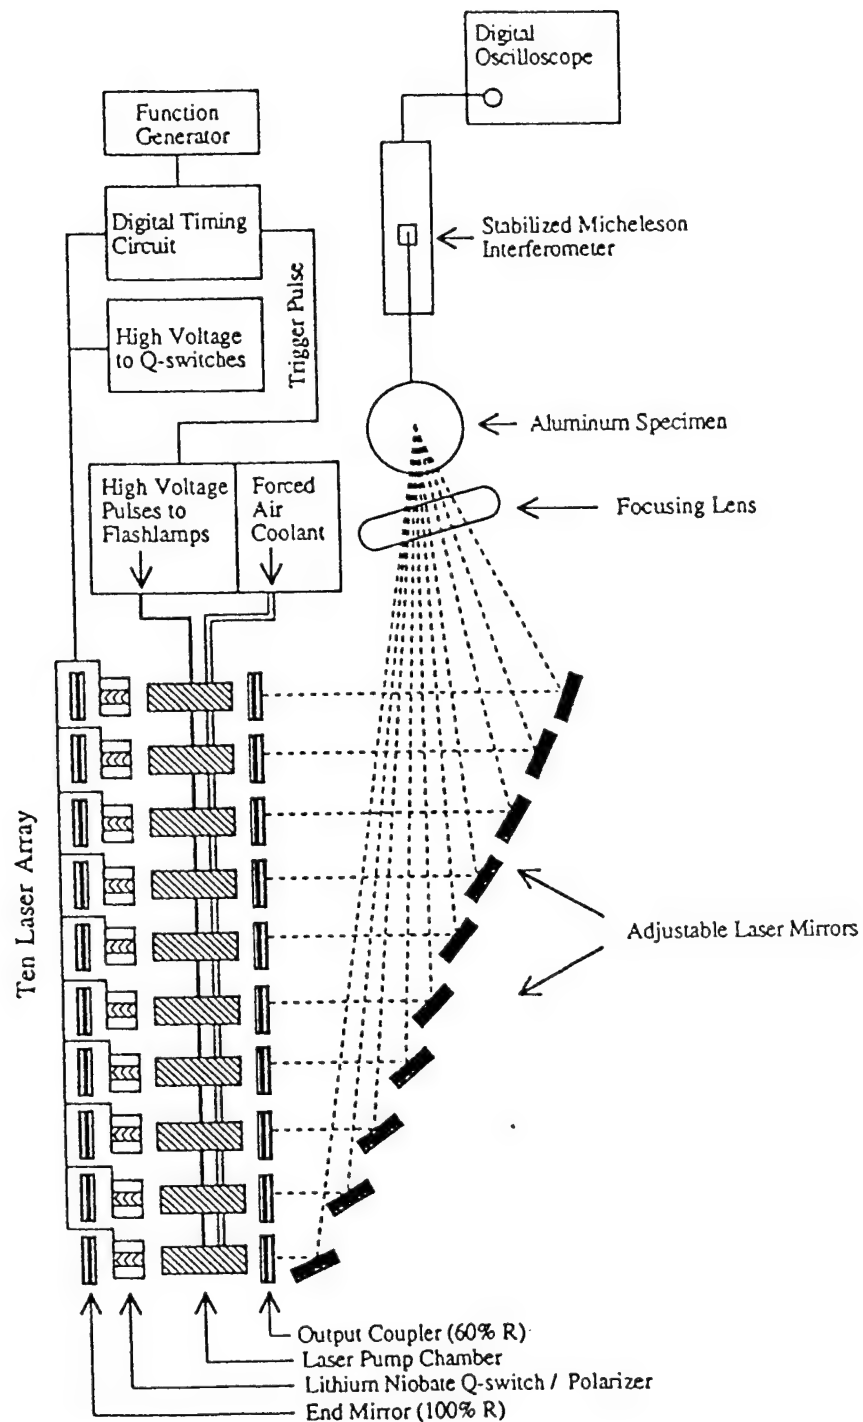 Digital
Oscilloscope
Function
Generator
Digital Timing
Circuit
Stabilized Micheleson
Interferometer
High Voltage
to Q-switches
Trigger Pulse
Aluminum Specimen
High Voltage
Pulses to
Flashlamps
Forced
Air
Coolant
Focusing Lens
Ten Laser Array
Adjustable Laser Mirrors
Output Coupler (60% R)
Laser Pump Chamber
Lithium Niobate Q-switch / Polarizer
End Mirror (100% R)